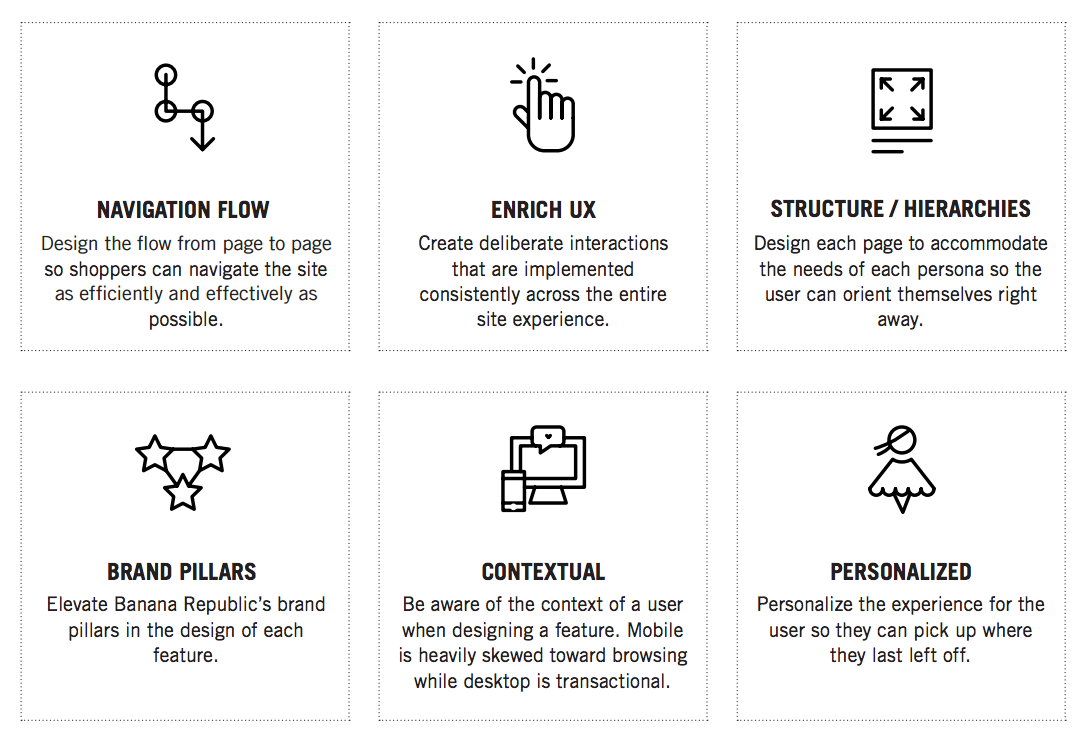 NAVIGATION FLOW
Design the flow from page to page
so shoppers can navigate the site
as efficiently and effectively as
possible.
ENRICH UX
Create deliberate interactions
that are implemented
consistently across the entire
site experience.
STRUCTURE / HIERARCHIES
Design each page to accommodate
the needs of each persona so the
user can orient themselves right
away.
BRAND PILLARS
Elevate Banana Republic’s brand
pillars in the design of each
feature.
CONTEXTUAL
Be aware of the context of a user
when designing a feature. Mobile
is heavily skewed toward browsing
while desktop is transactional.
PERSONALIZED
Personalize the experience for the
user so they can pick up where
they last left off.